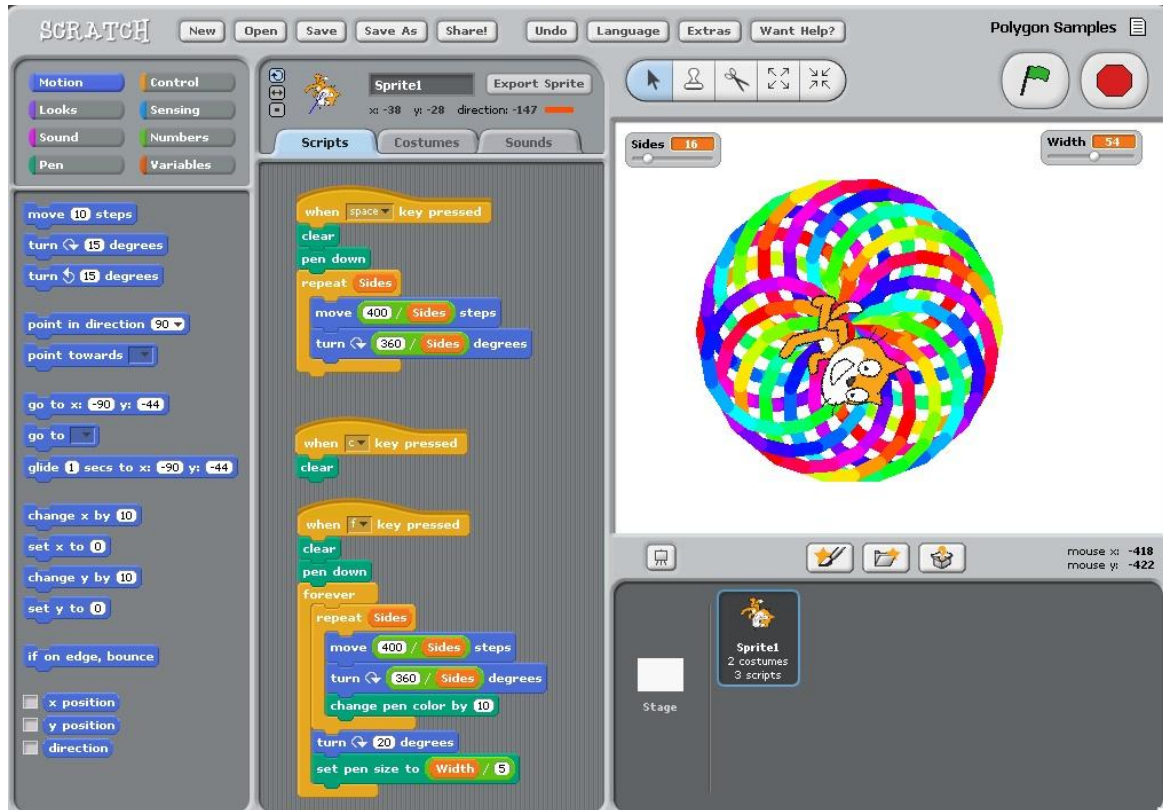 SCRATCH New Open Save Save As Share! Undo Language Extras Want Help? Polygon Samples
Motion Control
Looks Sensing
Sound Numbers
Pen Variables
move 10 steps
turn 15 degrees
turn 15 degrees
point in direction 90
point towards
go to x: -90 y: -44
go to
glide 1 secs to x: -90 y: -44
change x by 10
set x to 0
change y by 10
set y to 0
if on edge, bounce
x position
y position
direction
Sprite1 Export Sprite
x: -38 y: -28 direction: -147
Scripts Costumes Sounds
when space key pressed
clear
pen down
repeat Sides
move 400 / Sides steps
turn 360 / Sides degrees
when c key pressed
clear
when f key pressed
clear
pen down
forever
repeat Sides
move 400 / Sides steps
turn 360 / Sides degrees
change pen color by 10
turn 20 degrees
set pen size to Width / 5
Sides 16 Width 54
mouse x: -418
mouse y: -422
Stage
Sprite1
2 costumes
3 scripts